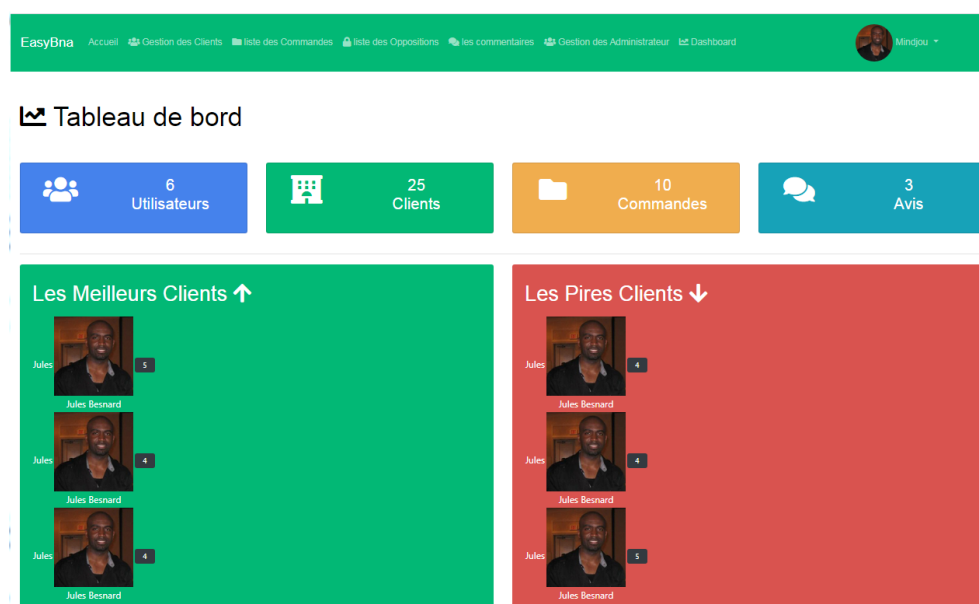 EasyBna Accueil Gestion des Clients liste des Commandes liste des Oppositions les commentaires Gestion des Administrateur Dashboard Mindjou
Tableau de bord
6
Utilisateurs
25
Clients
10
Commandes
3
Avis
Les Meilleurs Clients
Jules 5
Jules Besnard
Jules 4
Jules Besnard
Jules 4
Jules Besnard
Les Pires Clients
Jules 4
Jules Besnard
Jules 4
Jules Besnard
Jules 5
Jules Besnard